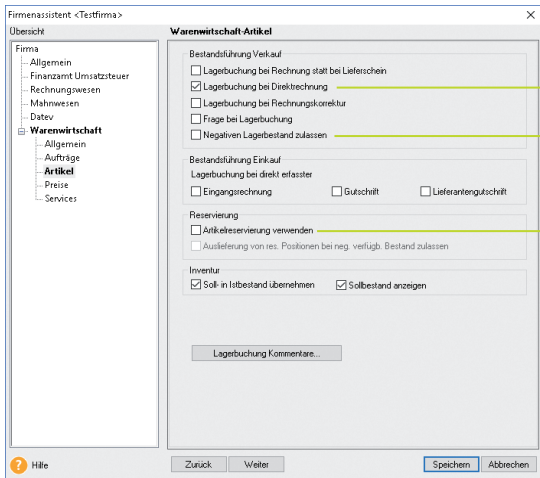 Firmenassistent <Testfirma>
Übersicht
Firma
Allgemein
Finanzamt Umsatzsteuer
Rechnungswesen
Mahnwesen
Datev
Warenwirtschaft
Allgemein
Aufträge
Artikel
Preise
Services
Warenwirtschaft-Artikel
Bestandsführung Verkauf
Lagerbuchung bei Rechnung statt bei Lieferschein
Lagerbuchung bei Direktrechnung
Lagerbuchung bei Rechnungskorrektur
Frage bei Lagerbuchung
Negativen Lagerbestand zulassen
Bestandsführung Einkauf
Lagerbuchung bei direkt erfasster
Eingangsrechnung Gutschrift Lieferantengutschrift
Reservierung
Artikelreservierung verwenden
Auslieferung von res. Positionen bei neg. verfügb. Bestand zulassen
Inventur
Soll- in Istbestand übernehmen Sollbestand anzeigen
Lagerbuchung Kommentare...
? Hilfe Zurück Weiter Speichern Abbrechen